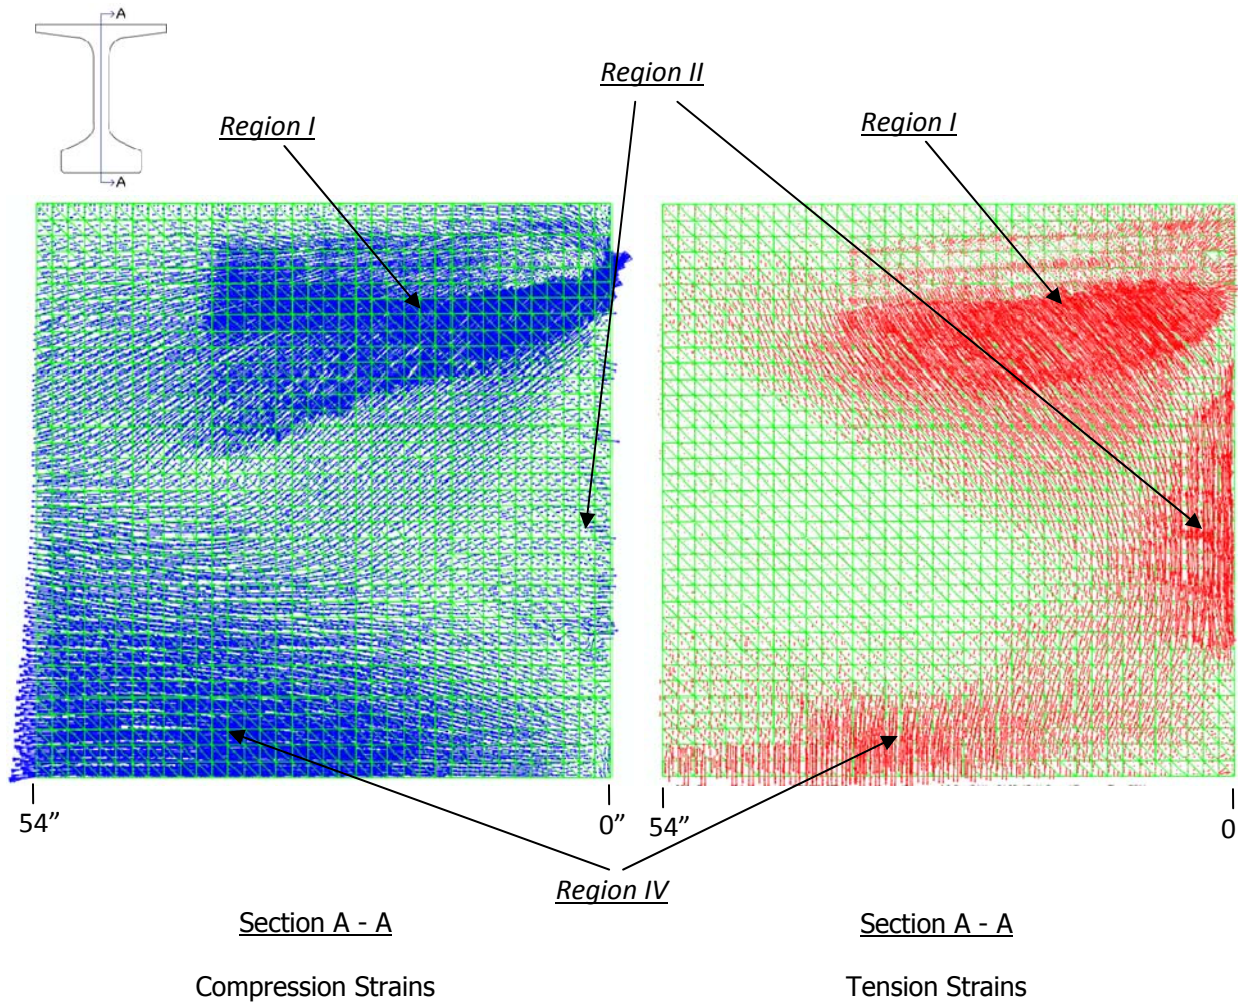 A
Region II
Region I
Region I
A
54”
0”
54”
0
Region IV
Section A - A
Section A - A
Compression Strains
Tension Strains